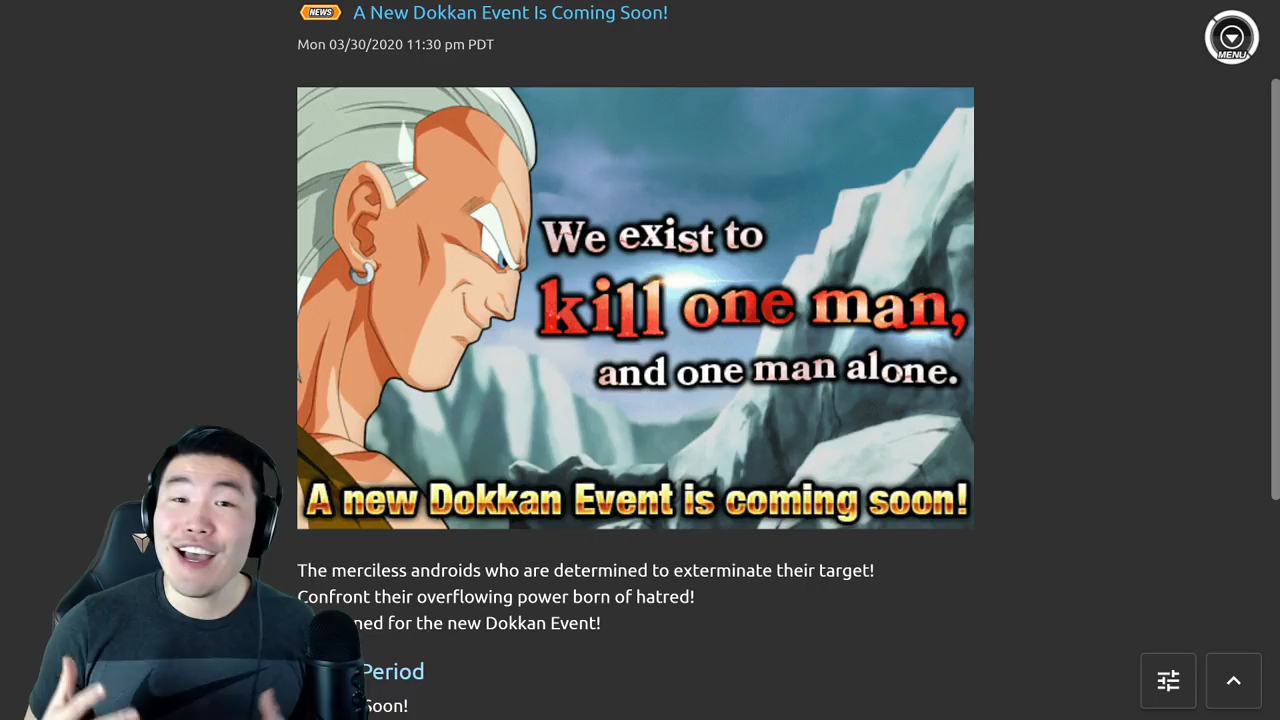 NEWS A New Dokkan Event Is Coming Soon!
Mon 03/30/2020 11:30 pm PDT
MENU
We exist to
kill one man,
and one man alone.
A new Dokkan Event is coming soon!
The merciless androids who are determined to exterminate their target!
Confront their overflowing power born of hatred!
for the new Dokkan Event!
Period
Soon!